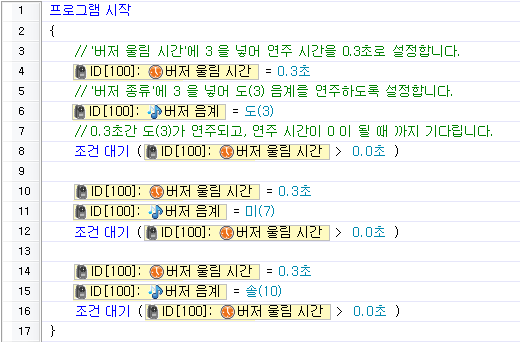 1 프로그램 시작
2 {
3 // '버저 울림 시간'에 3 을 넣어 연주 시간을 0.3초로 설정합니다.
4 ID[100]: 버저 울림 시간 = 0.3초
5 // '버저 종류'에 3 을 넣어 도(3) 음계를 연주하도록 설정합니다.
6 ID[100]: 버저 음계 = 도(3)
7 // 0.3초간 도(3)가 연주되고, 연주 시간이 0 이 될 때 까지 기다립니다.
8 조건 대기 ( ID[100]: 버저 울림 시간 > 0.0초 )
9
10 ID[100]: 버저 울림 시간 = 0.3초
11 ID[100]: 버저 음계 = 미(7)
12 조건 대기 ( ID[100]: 버저 울림 시간 > 0.0초 )
13
14 ID[100]: 버저 울림 시간 = 0.3초
15 ID[100]: 버저 음계 = 솔(10)
16 조건 대기 ( ID[100]: 버저 울림 시간 > 0.0초 )
17 }